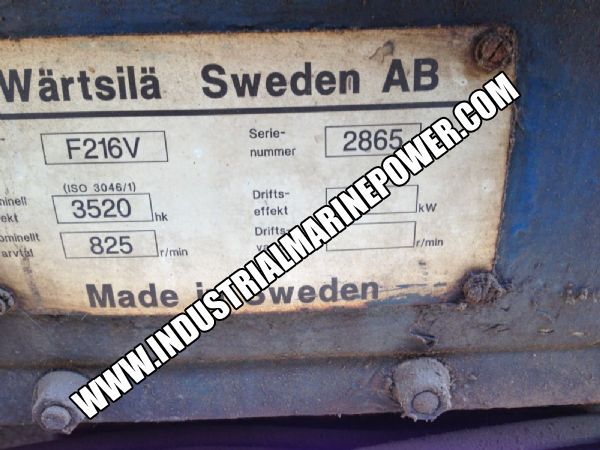 Wärtsilä Sweden AB
F216V
Serie-
nummer
2865
(ISO 3046/1)
3520
hk
Drifts-
effekt
kW
825
r/min
Drifts-
r/min
Made in Sweden
WWW.INDUSTRIALMARINEPOWER.COM